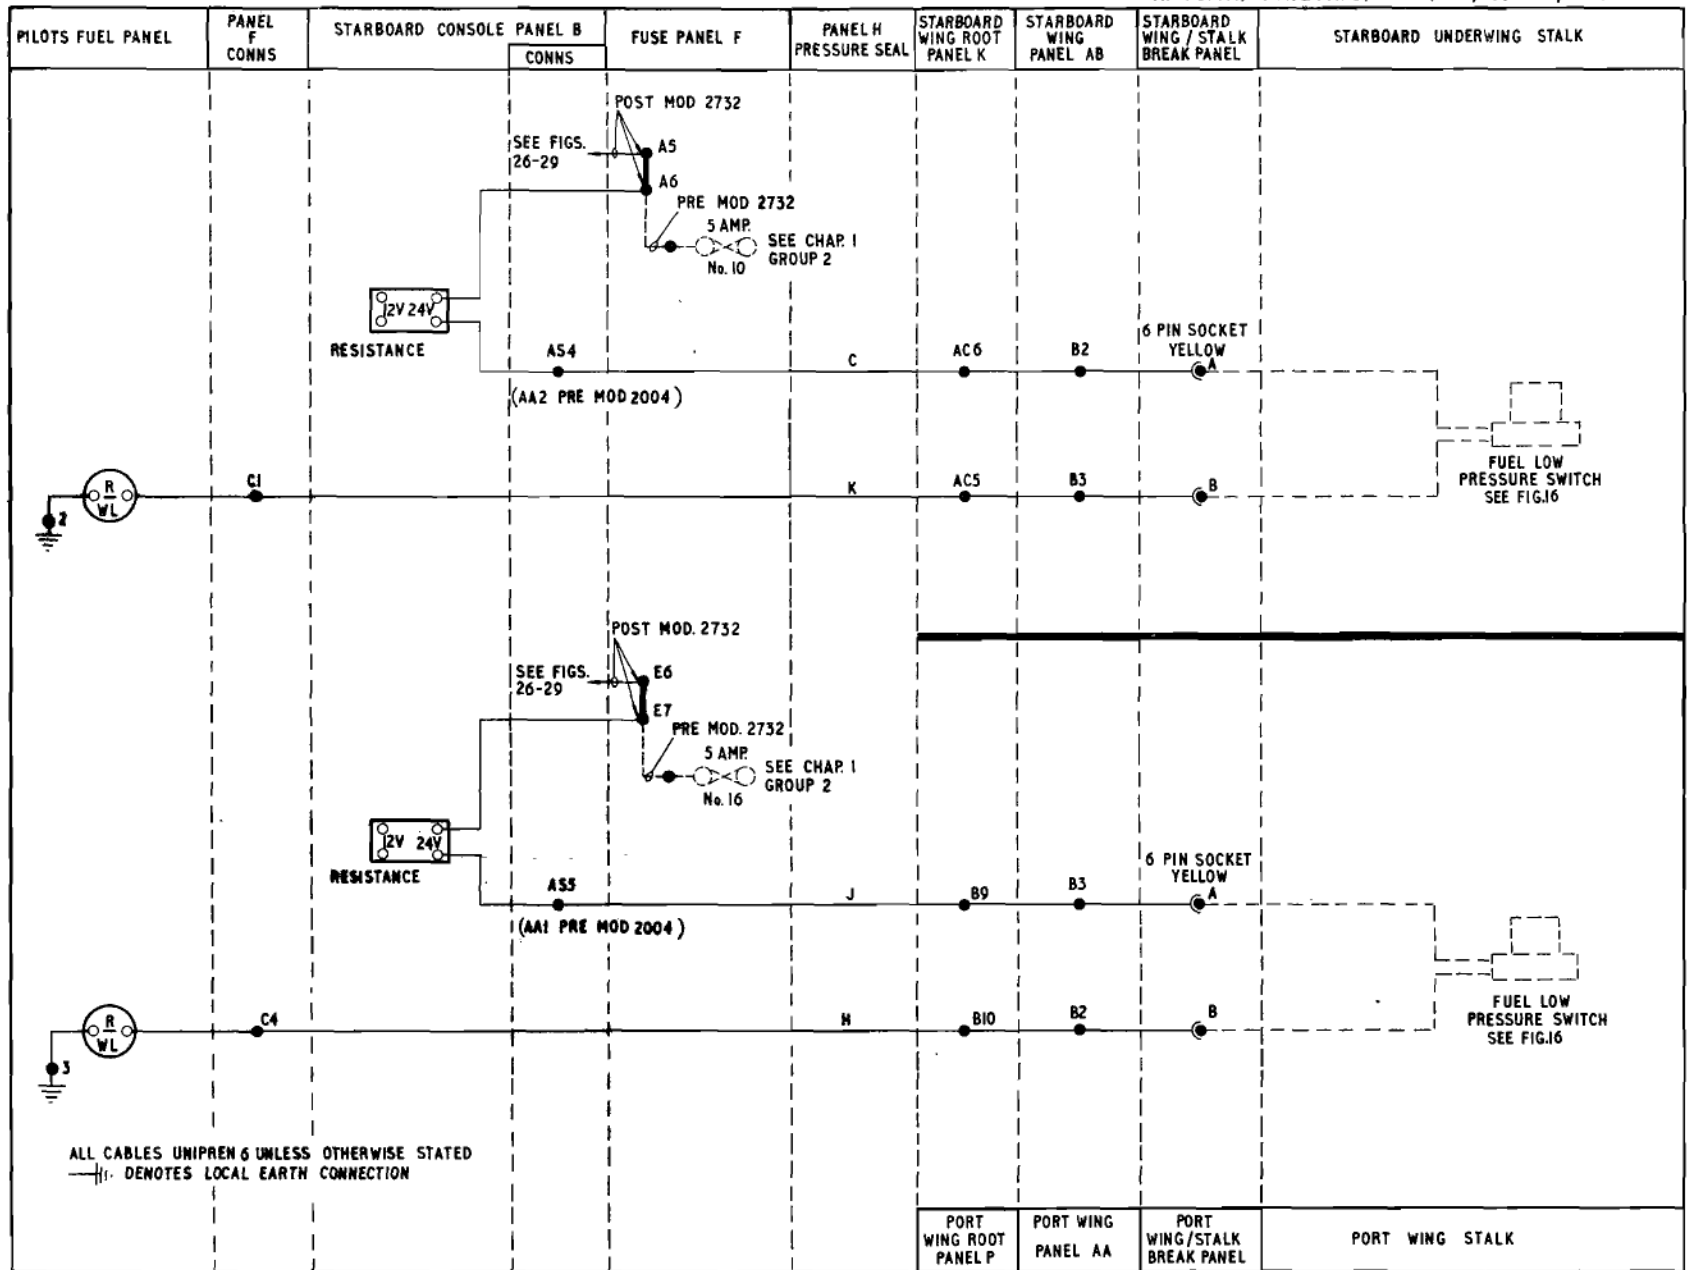 PILOTS FUEL PANEL
PANEL
F
CONNS
STARBOARD CONSOLE PANEL B
CONNS
FUSE PANEL F
PANEL H
PRESSURE SEAL
STARBOARD
WING ROOT
PANEL K
STARBOARD
WING
PANEL AB
STARBOARD
WING / STALK
BREAK PANEL
STARBOARD UNDERWING STALK
POST MOD 2732
SEE FIGS.
26-29
A5
A6
PRE MOD 2732
5 AMP.
No. 10
SEE CHAP. 1
GROUP 2
12V 24V
RESISTANCE
AS4
(AA2 PRE MOD 2004)
C
AC6
B2
6 PIN SOCKET
YELLOW
A
FUEL LOW
PRESSURE SWITCH
SEE FIG.16
R
WL
2
C1
K
AC5
B3
B
POST MOD. 2732
SEE FIGS.
26-29
E6
E7
PRE MOD. 2732
5 AMP.
No. 16
SEE CHAP. 1
GROUP 2
12V 24V
RESISTANCE
AS5
(AA1 PRE MOD 2004)
J
B9
B3
6 PIN SOCKET
YELLOW
A
FUEL LOW
PRESSURE SWITCH
SEE FIG.16
R
WL
3
C4
H
B10
B2
B
ALL CABLES UNIPREN 6 UNLESS OTHERWISE STATED
DENOTES LOCAL EARTH CONNECTION
PORT
WING ROOT
PANEL P
PORT WING
PANEL AA
PORT
WING/STALK
BREAK PANEL
PORT WING STALK